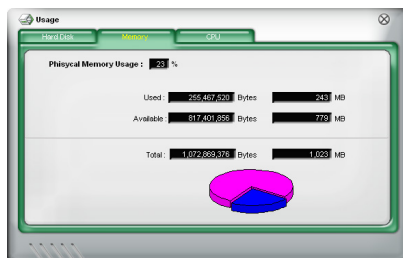 Usage
Hard Disk Memory CPU
Phisycal Memory Usage : 23 %
Used : 255,467,520 Bytes 243 MB
Available : 817,401,856 Bytes 779 MB
Total : 1,072,869,376 Bytes 1,023 MB